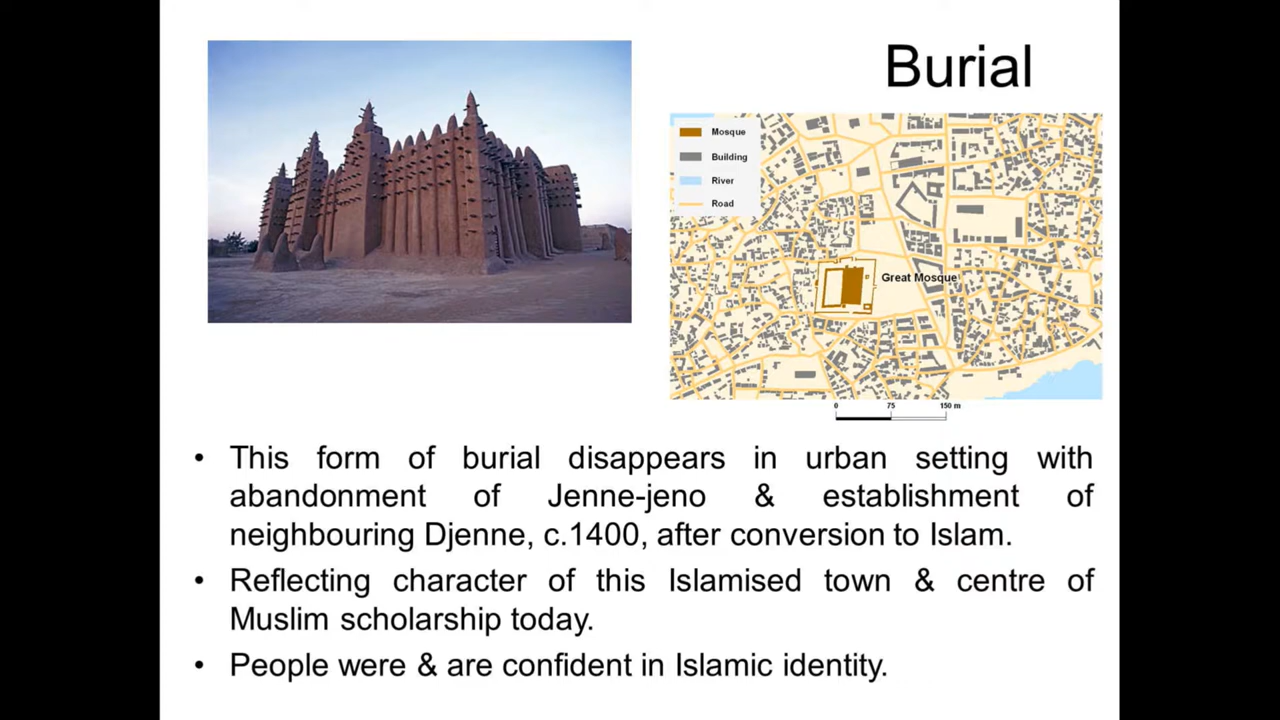 Burial
Mosque
Building
River
Road
Great Mosque
0 75 150 m
• This form of burial disappears in urban setting with
abandonment of Jenne-jeno & establishment of
neighbouring Djenne, c.1400, after conversion to Islam.
• Reflecting character of this Islamised town & centre of
Muslim scholarship today.
• People were & are confident in Islamic identity.